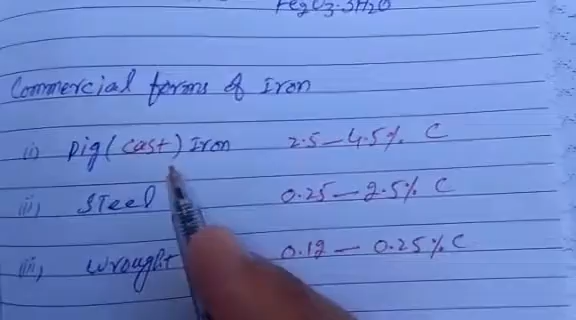 Fe2O3.3H2O
Commercial forms of Iron
(i) Pig (Cast) Iron 2.5 — 4.5% C
(ii) Steel 0.25 — 2.5% C
(iii) Wrought 0.12 — 0.25% C